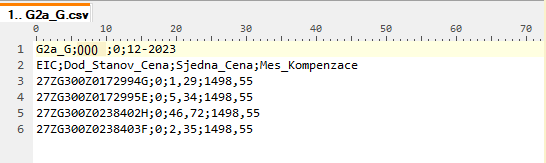 1.. G2a_G.csv
0 10 20 30 40 50 60 70
1 G2a_G;000 ;0;12-2023
2 EIC;Dod_Stanov_Cena;Sjedna_Cena;Mes_Kompenzace
3 27ZG300Z0172994G;0;1,29;1498,55
4 27ZG300Z0172995E;0;5,34;1498,55
5 27ZG300Z0238402H;0;46,72;1498,55
6 27ZG300Z0238403F;0;2,35;1498,55